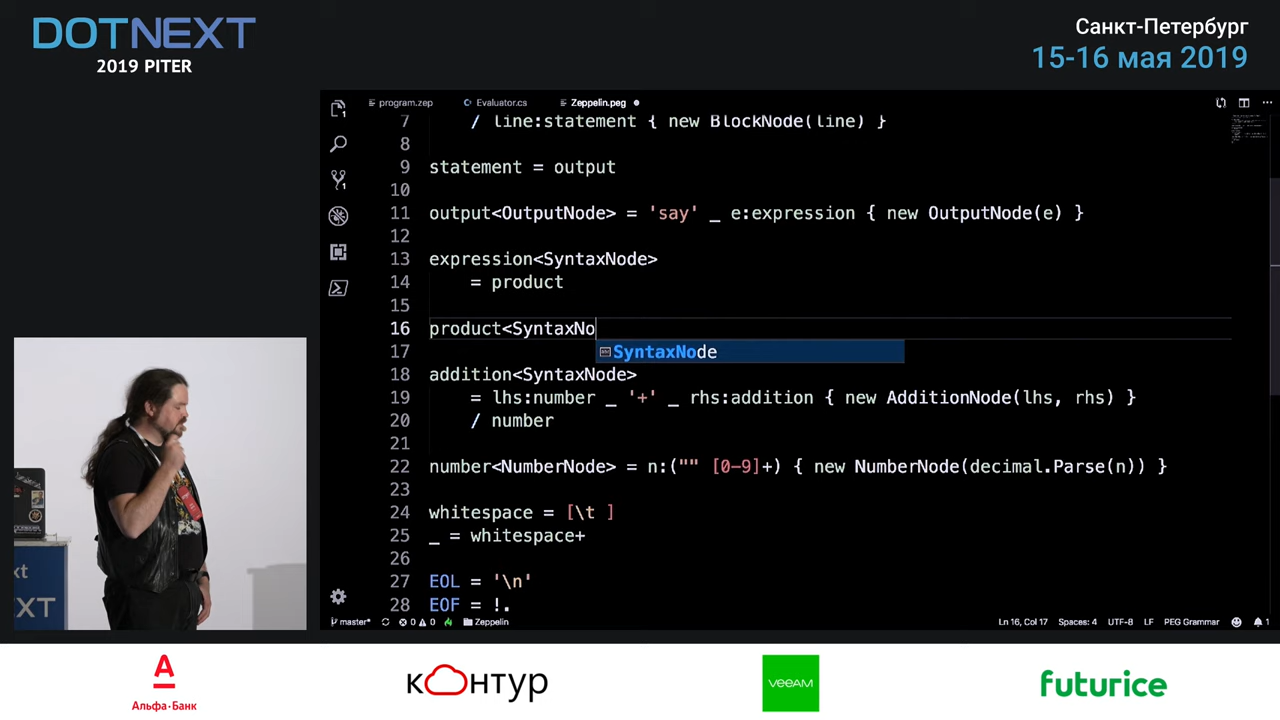 DOTNEXT
2019 PITER
Санкт-Петербург
15-16 мая 2019
program.zep
Evaluator.cs
Zeppelin.peg
7 / line:statement { new BlockNode(line) }
8
9 statement = output
10
11 output<OutputNode> = 'say' _ e:expression { new OutputNode(e) }
12
13 expression<SyntaxNode>
14 = product
15
16 product<SyntaxNo
SyntaxNode
17
18 addition<SyntaxNode>
19 = lhs:number _ '+' _ rhs:addition { new AdditionNode(lhs, rhs) }
20 / number
21
22 number<NumberNode> = n:("" [0-9]+) { new NumberNode(decimal.Parse(n)) }
23
24 whitespace = [\t ]
25 _ = whitespace+
26
27 EOL = '\n'
28 EOF = !.
master* 0 0 Zeppelin Ln 16, Col 17 Spaces: 4 UTF-8 LF PEG Grammar 1
xt
XT
А
Альфа·Банк
контур
veeam
futurice